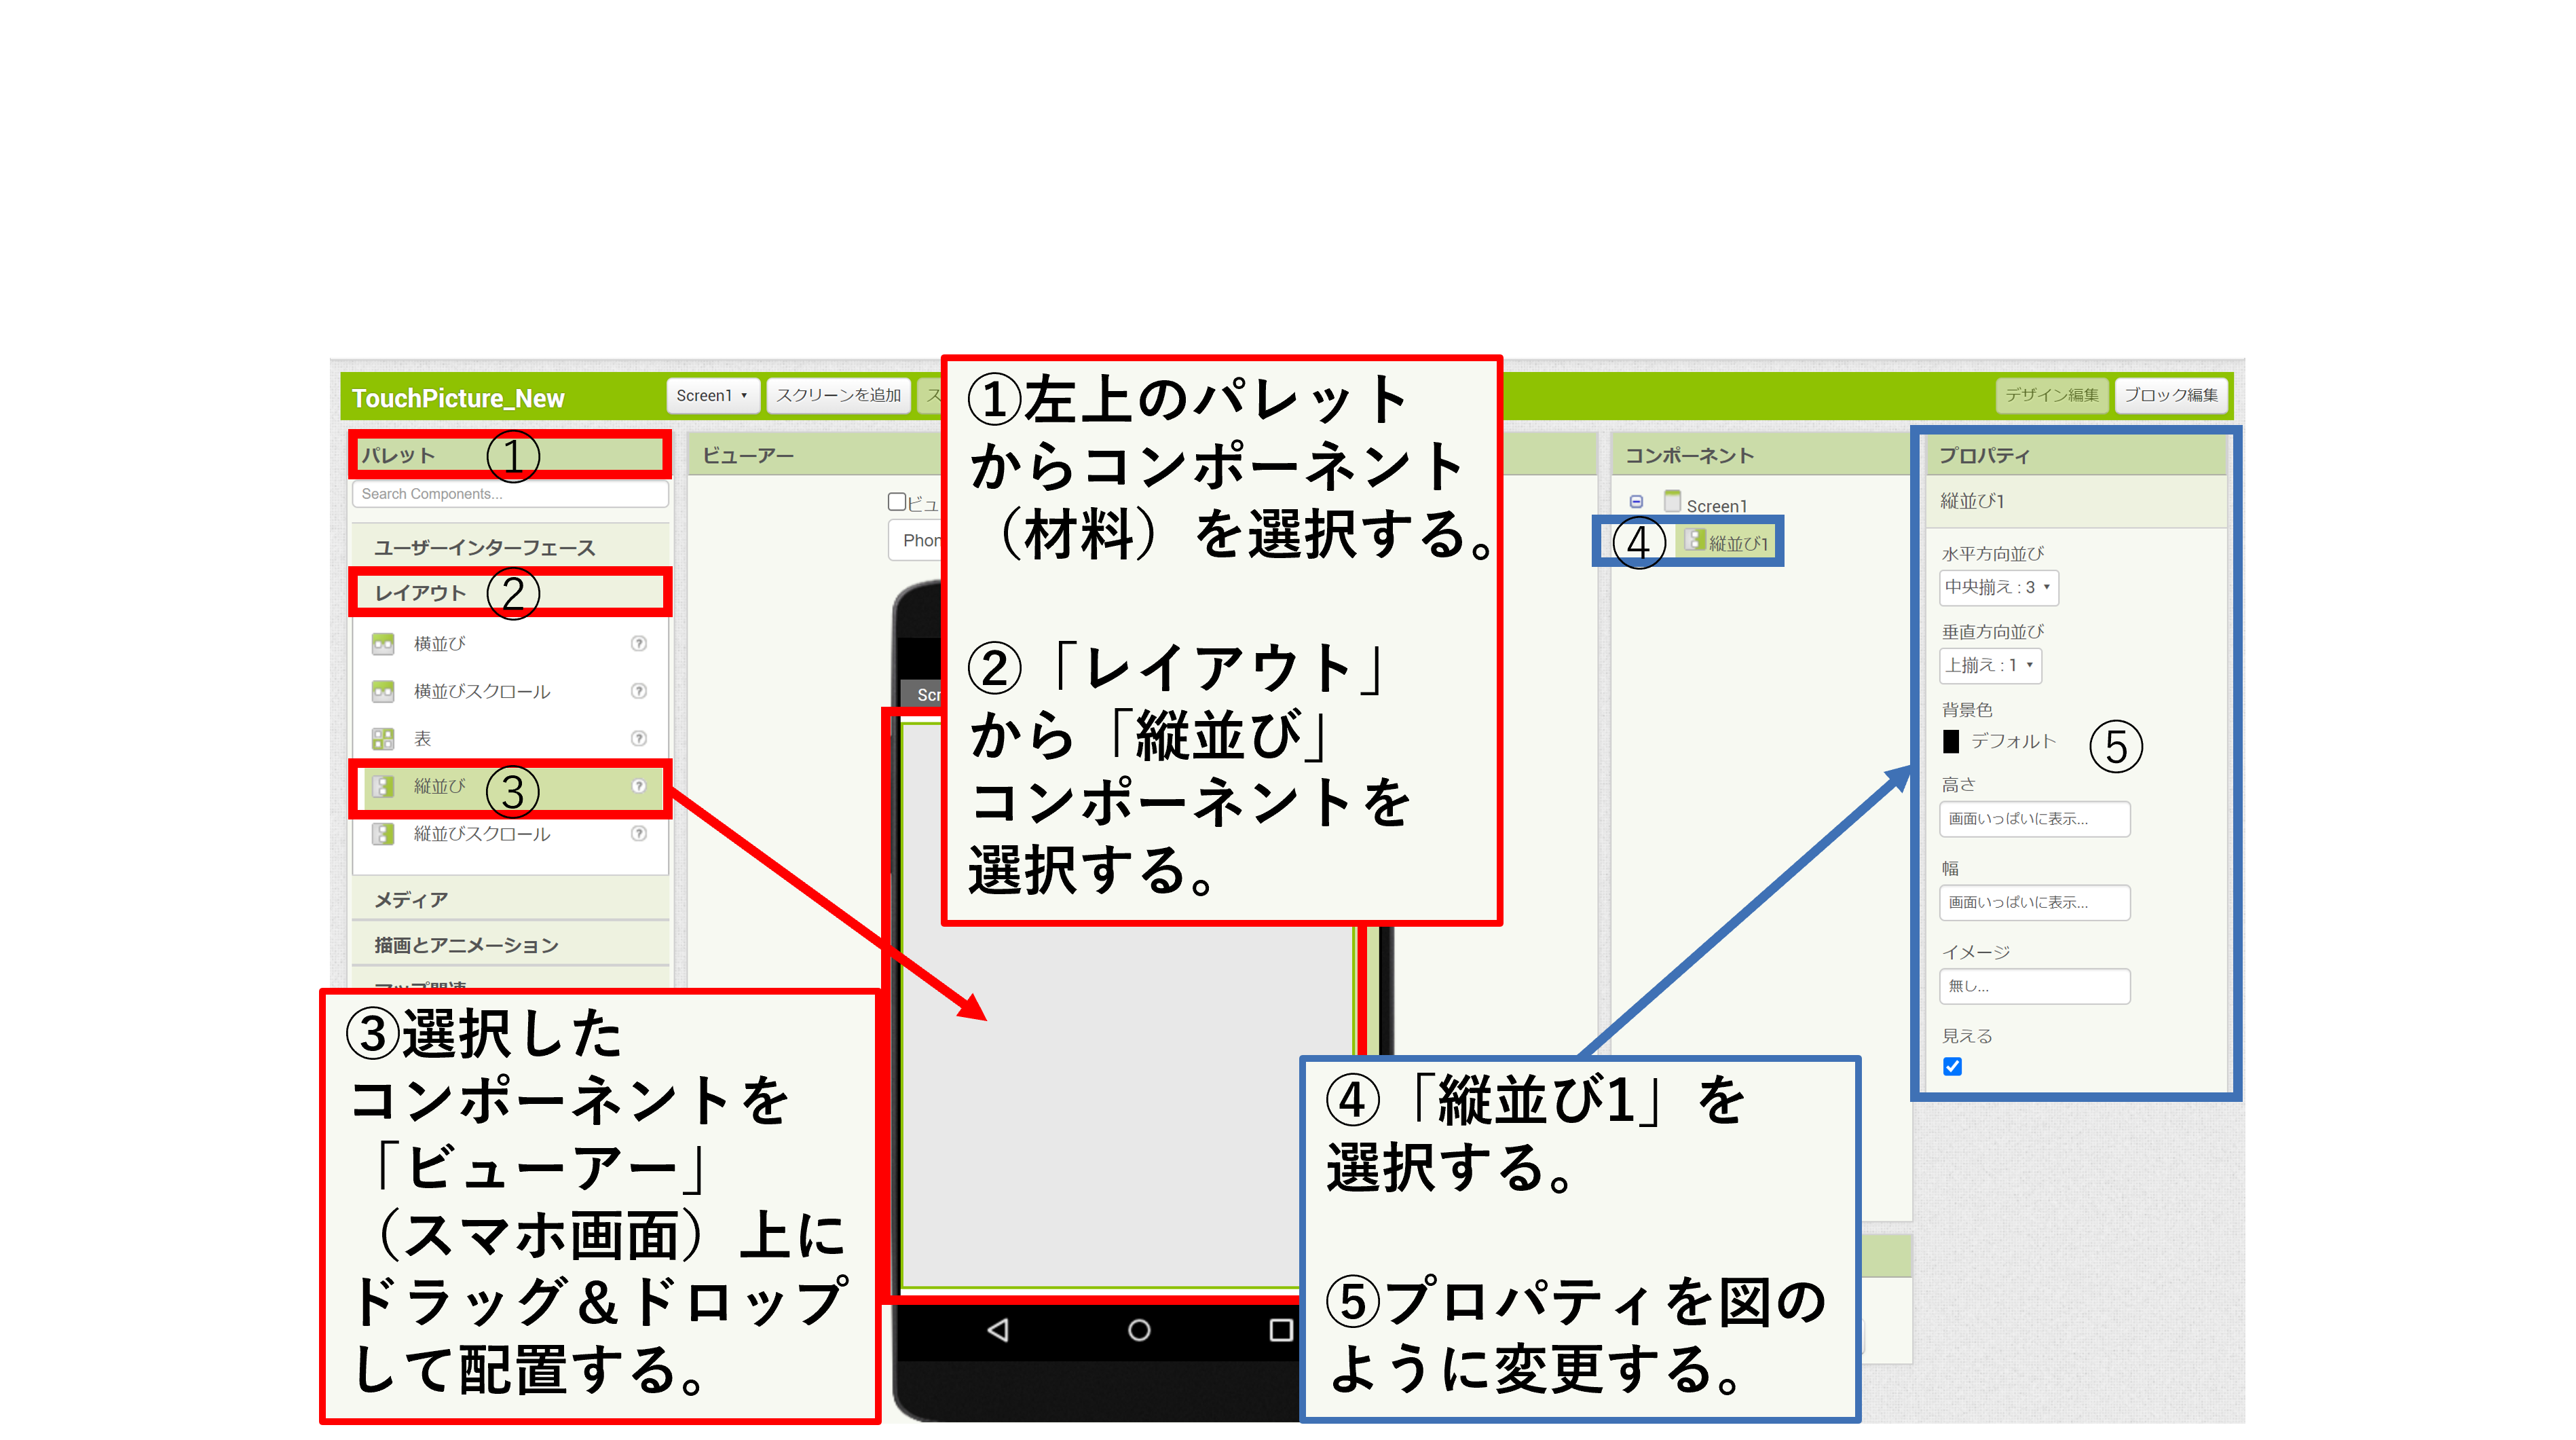 TouchPicture_New
Screen1
スクリーンを追加
ス
デザイン編集
ブロック編集
パレット ①
Search Components...
ユーザーインターフェース
レイアウト ②
横並び
横並びスクロール
表
縦並び ③
縦並びスクロール
メディア
描画とアニメーション
マップ関連
ビューアー
ビュ
Phon
Scr
①左上のパレット
からコンポーネント
（材料）を選択する。
②「レイアウト」
から「縦並び」
コンポーネントを
選択する。
③選択した
コンポーネントを
「ビューアー」
（スマホ画面）上に
ドラッグ＆ドロップ
して配置する。
コンポーネント
Screen1
④ 縦並び1
④「縦並び1」を
選択する。
⑤プロパティを図の
ように変更する。
プロパティ
縦並び1
水平方向並び
中央揃え : 3
垂直方向並び
上揃え : 1
背景色
デフォルト
⑤
高さ
画面いっぱいに表示...
幅
画面いっぱいに表示...
イメージ
無し...
見える